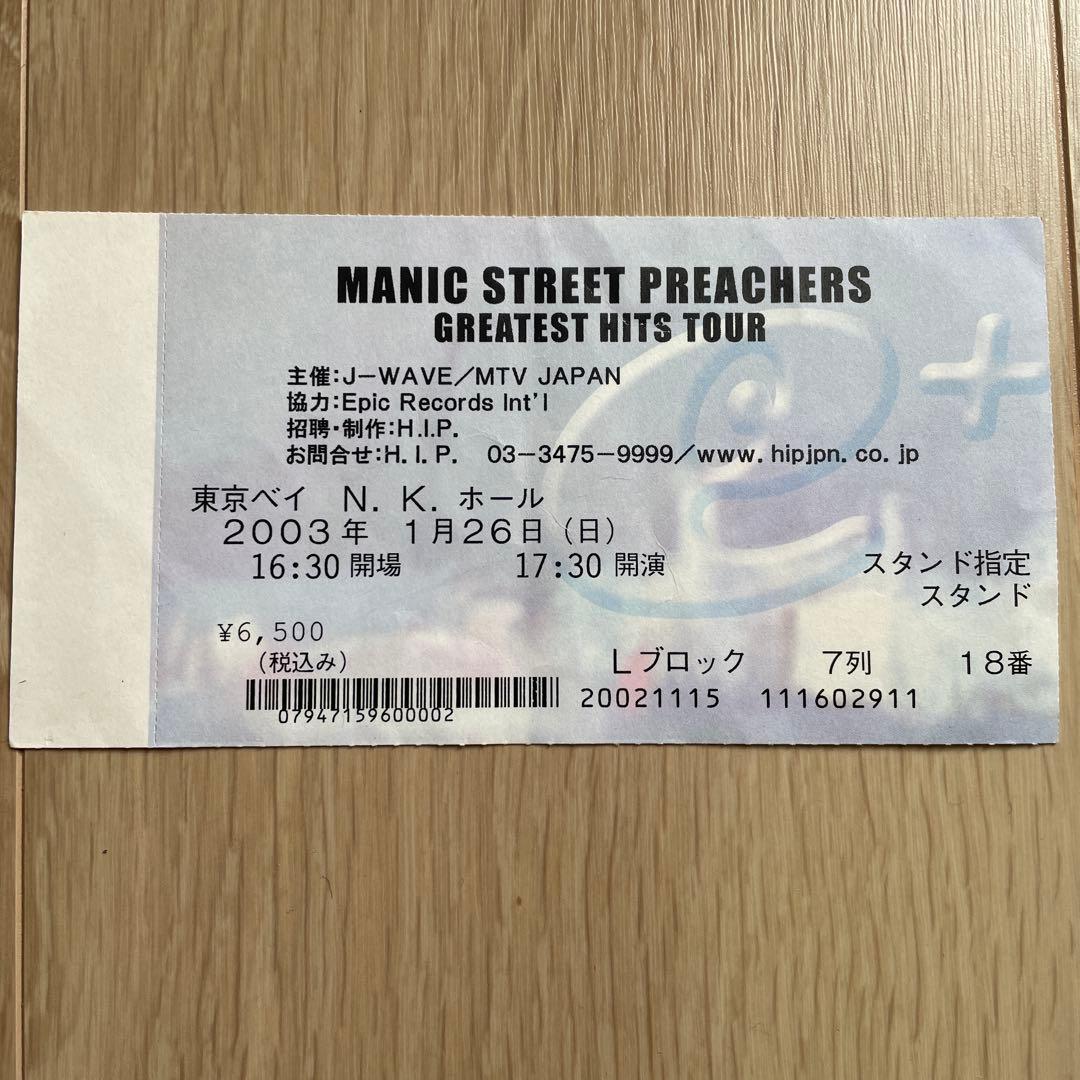 MANIC STREET PREACHERS
GREATEST HITS TOUR
主催:J-WAVE/MTV JAPAN
協力:Epic Records Int'l
招聘・制作:H.I.P.
お問合せ:H.I.P. 03-3475-9999/www.hipjpn.co.jp
東京ベイ N.K.ホール
2003年 1月26日(日)
16:30開場 17:30開演 スタンド指定
スタンド
¥6,500
(税込み) Lブロック 7列 18番
07947159600002 20021115 111602911
e+